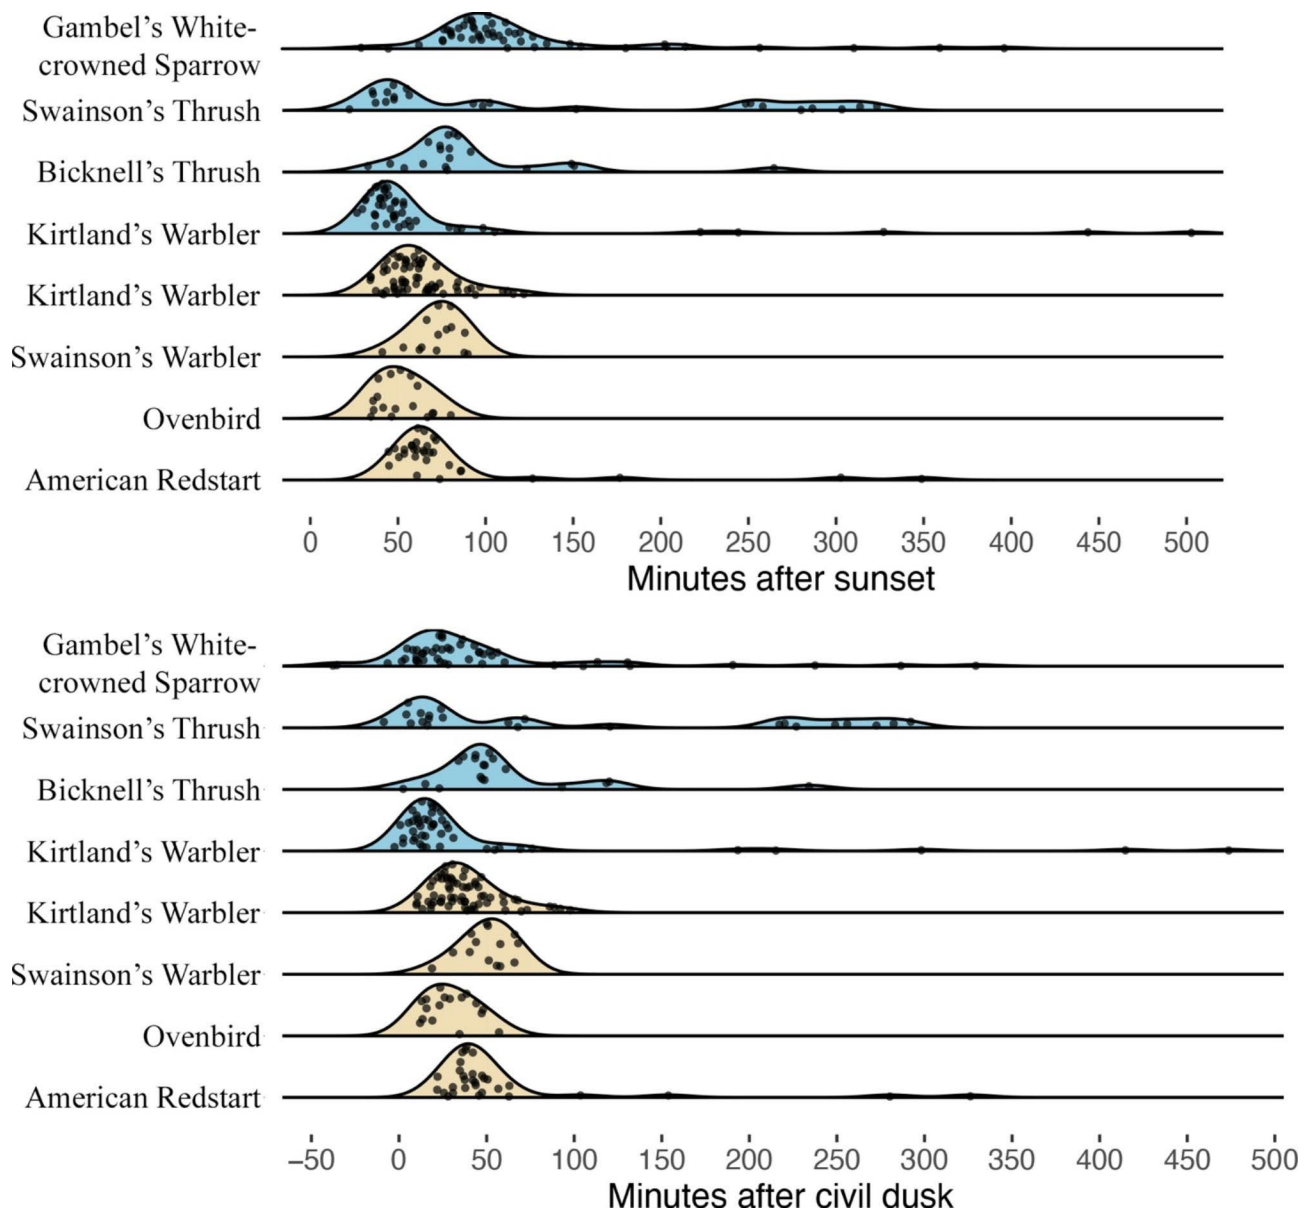 Gambel’s White-
crowned Sparrow
Swainson’s Thrush
Bicknell’s Thrush
Kirtland’s Warbler
Kirtland’s Warbler
Swainson’s Warbler
Ovenbird
American Redstart
0 50 100 150 200 250 300 350 400 450 500
Minutes after sunset
Gambel’s White-
crowned Sparrow
Swainson’s Thrush
Bicknell’s Thrush
Kirtland’s Warbler
Kirtland’s Warbler
Swainson’s Warbler
Ovenbird
American Redstart
−50 0 50 100 150 200 250 300 350 400 450 500
Minutes after civil dusk